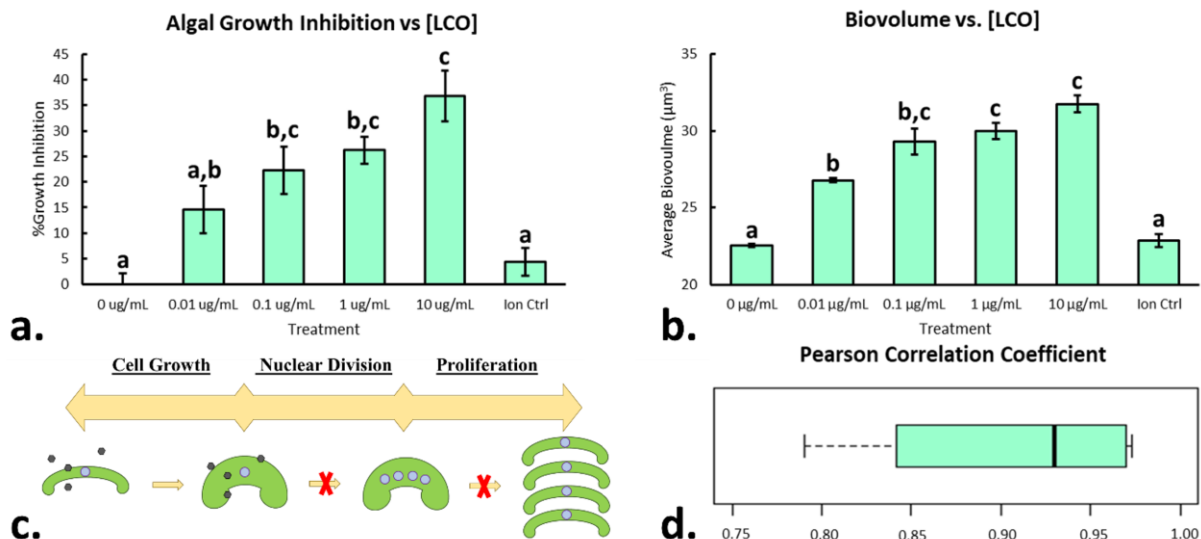 Algal Growth Inhibition vs [LCO]
%Growth Inhibition
45
40
35
30
25
20
15
10
5
0
a
a,b
b,c
b,c
c
a
0 ug/mL 0.01 ug/mL 0.1 ug/mL 1 ug/mL 10 ug/mL Ion Ctrl
Treatment
a.
Biovolume vs. [LCO]
Average Biovoulme (µm³)
35
30
25
20
a
b
b,c
c
c
a
0 µg/mL 0.01 µg/mL 0.1 µg/mL 1 µg/mL 10 µg/mL Ion Ctrl
Treatment
b.
Cell Growth Nuclear Division Proliferation
c.
Pearson Correlation Coefficient
0.75 0.80 0.85 0.90 0.95 1.00
d.